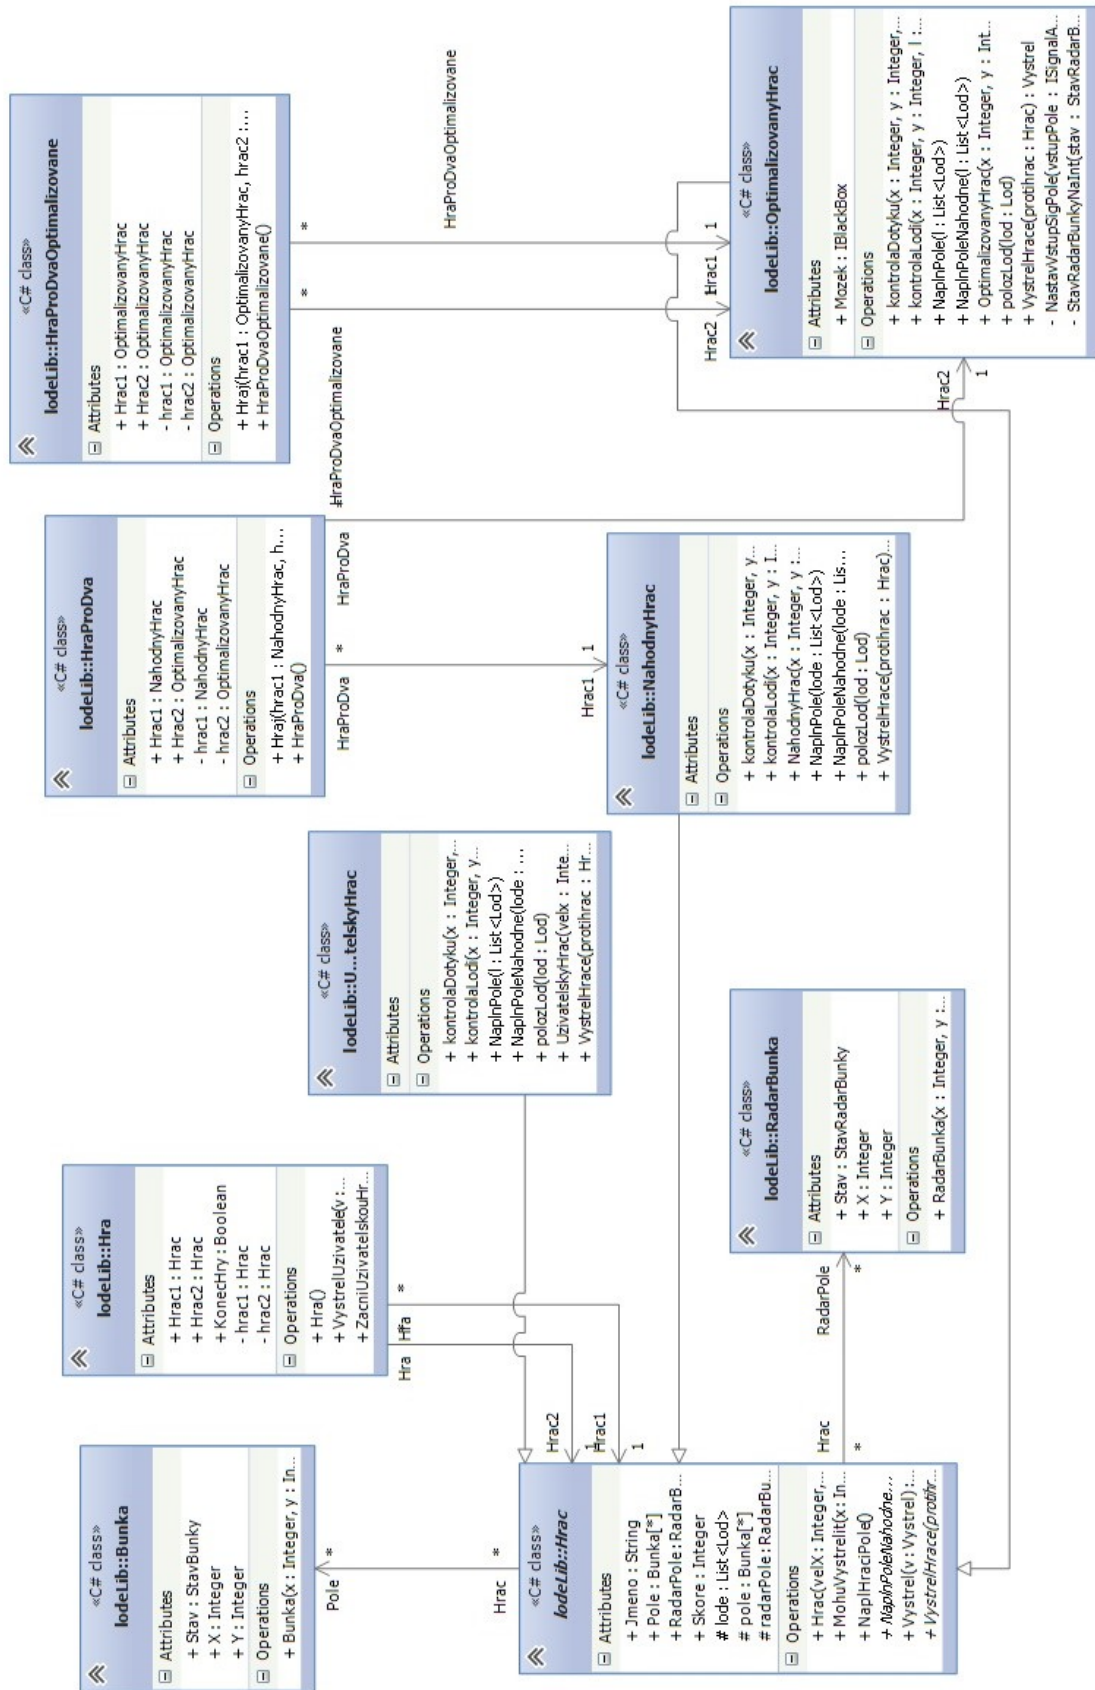 «C# class»
lodeLib::Bunka
Attributes
+ Stav : StavBunky
+ X : Integer
+ Y : Integer
Operations
+ Bunka(x : Integer, y : In...
Pole
*
Hrac
*
«C# class»
lodeLib::Hrac
Attributes
+ Jmeno : String
+ Pole : Bunka[*]
+ RadarPole : RadarB...
+ Skore : Integer
# lode : List<Lod>
# pole : Bunka[*]
# radarPole : RadarBu...
Operations
+ Hrac(velX : Integer,...
+ MohuVystrelit(x : In...
+ NaplHraciPole()
+ NaplnPoleNahodne...
+ Vystrel(v : Vystrel) :...
+ VystrelHrace(protihr...
«C# class»
lodeLib::Hra
Attributes
+ Hrac1 : Hrac
+ Hrac2 : Hrac
+ KonecHry : Boolean
- hrac1 : Hrac
- hrac2 : Hrac
Operations
+ Hra()
+ VystrelUzivatele(v :...
+ ZacniUzivatelskouHr...
Hra
*
Hrac2
1
Hrac1
1
Hrac
*
RadarPole
*
«C# class»
lodeLib::RadarBunka
Attributes
+ Stav : StavRadarBunky
+ X : Integer
+ Y : Integer
Operations
+ RadarBunka(x : Integer, y :...
«C# class»
lodeLib::U...telskyHrac
Attributes
Operations
+ kontrolaDotyku(x : Integer,...
+ kontrolaLodi(x : Integer, y...
+ NaplnPole(l : List<Lod>)
+ NaplnPoleNahodne(lode : ...
+ polozLod(lod : Lod)
+ UzivatelskyHrac(velx : Inte...
+ VystrelHrace(protihrac : Hr...
«C# class»
lodeLib::HraProDva
Attributes
+ Hrac1 : NahodnyHrac
+ Hrac2 : OptimalizovanyHrac
- hrac1 : NahodnyHrac
- hrac2 : OptimalizovanyHrac
Operations
+ Hraj(hrac1 : NahodnyHrac, h...
+ HraProDva()
HraProDva
*
HraProDva
HraProDvaOptimalizovane
Hrac1
1
«C# class»
lodeLib::NahodnyHrac
Attributes
Operations
+ kontrolaDotyku(x : Integer, y...
+ kontrolaLodi(x : Integer, y : I...
+ NahodnyHrac(x : Integer, y :...
+ NaplnPole(lode : List<Lod>)
+ NaplnPoleNahodne(lode : Lis...
+ polozLod(lod : Lod)
+ VystrelHrace(protihrac : Hrac)...
«C# class»
lodeLib::HraProDvaOptimalizovane
Attributes
+ Hrac1 : OptimalizovanyHrac
+ Hrac2 : OptimalizovanyHrac
- hrac1 : OptimalizovanyHrac
- hrac2 : OptimalizovanyHrac
Operations
+ Hraj(hrac1 : OptimalizovanyHrac, hrac2 :...
+ HraProDvaOptimalizovane()
*
*
HraProDvaOptimalizovane
Hrac2
Hrac1
1
Hrac2
1
«C# class»
lodeLib::OptimalizovanyHrac
Attributes
+ Mozek : IBlackBox
Operations
+ kontrolaDotyku(x : Integer, y : Integer,...
+ kontrolaLodi(x : Integer, y : Integer, l :...
+ NaplnPole(l : List<Lod>)
+ NaplnPoleNahodne(l : List<Lod>)
+ OptimalizovanyHrac(x : Integer, y : Int...
+ polozLod(lod : Lod)
+ VystrelHrace(protihrac : Hrac) : Vystrel
- NastavVstupSigPole(vstupPole : ISignalA...
- StavRadarBunkyNaInt(stav : StavRadarB...